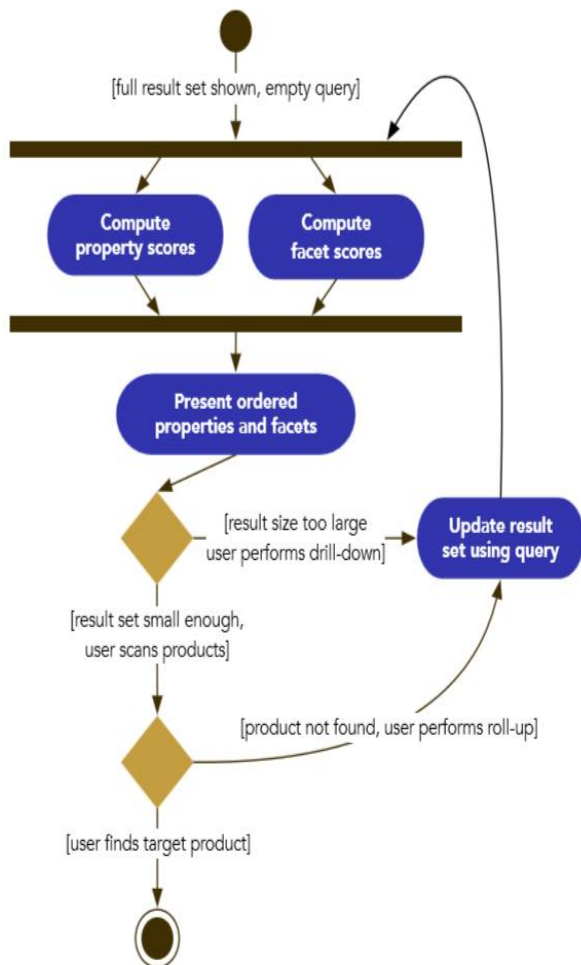 [full result set shown, empty query]
Compute
property scores
Compute
facet scores
Present ordered
properties and facets
[result size too large
user performs drill-down]
Update result
set using query
[result set small enough,
user scans products]
[product not found, user performs roll-up]
[user finds target product]